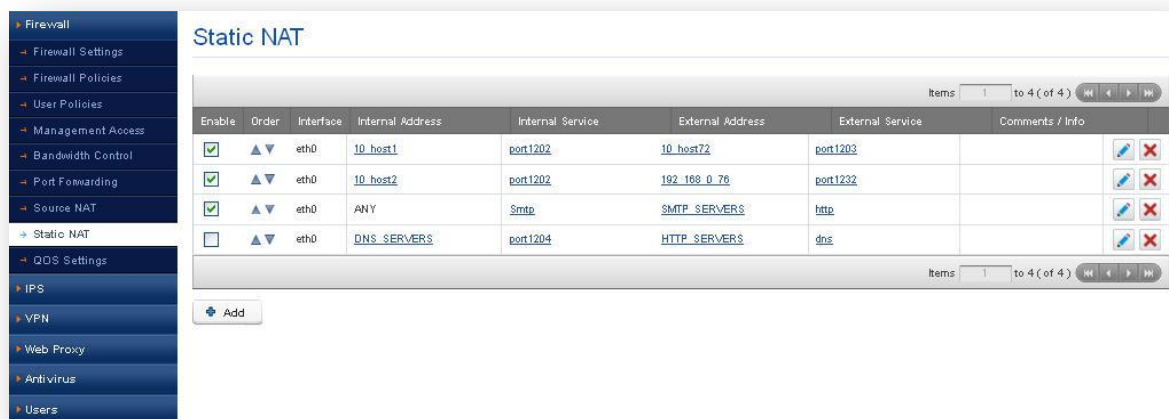 Firewall
Firewall Settings
Firewall Policies
User Policies
Management Access
Bandwidth Control
Port Forwarding
Source NAT
Static NAT
QOS Settings
IPS
VPN
Web Proxy
Antivirus
Users
Static NAT
Items 1 to 4 ( of 4 )
Enable Order Interface Internal Address Internal Service External Address External Service Comments / Info
eth0 10_host1 port1202 10_host72 port1203
eth0 10_host2 port1202 192_168_0_76 port1232
eth0 ANY Smtp SMTP_SERVERS http
eth0 DNS_SERVERS port1204 HTTP_SERVERS dns
Items 1 to 4 ( of 4 )
Add